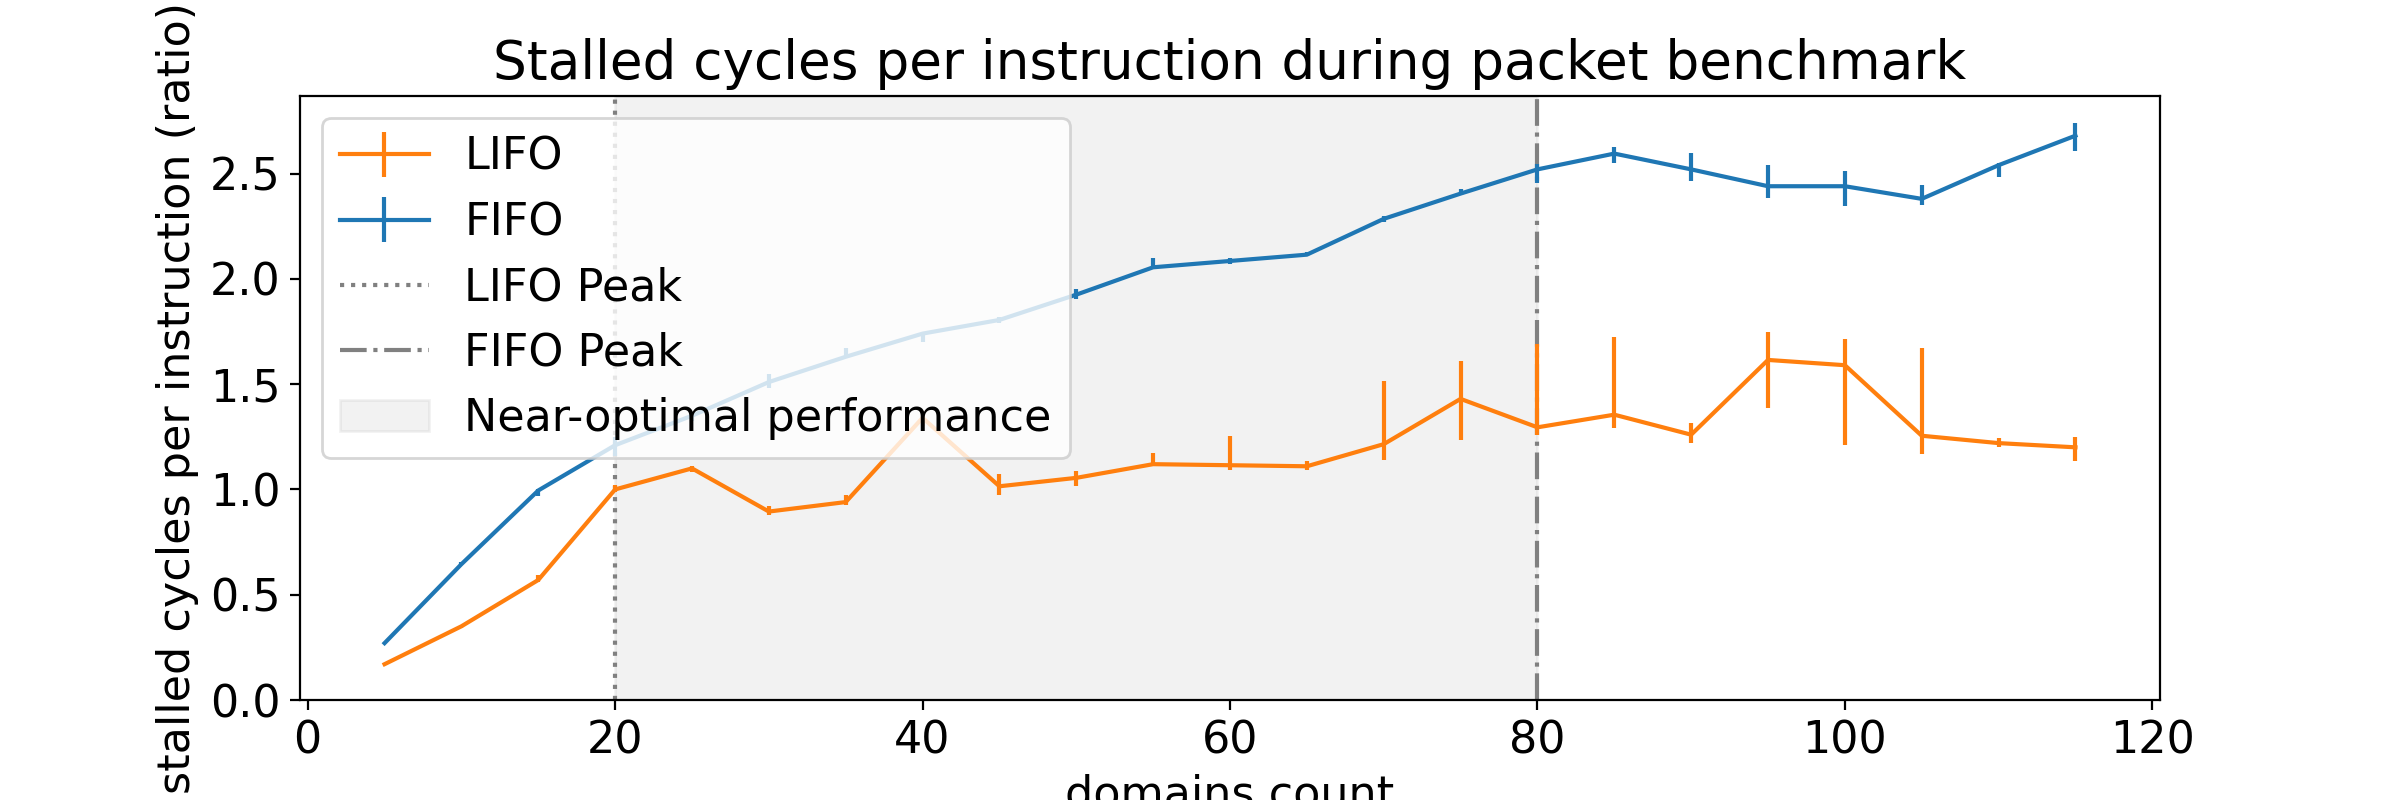 Stalled cycles per instruction during packet benchmark
stalled cycles per instruction (ratio)
2.5
2.0
1.5
1.0
0.5
0.0
LIFO
FIFO
LIFO Peak
FIFO Peak
Near-optimal performance
0 20 40 60 80 100 120
domains count